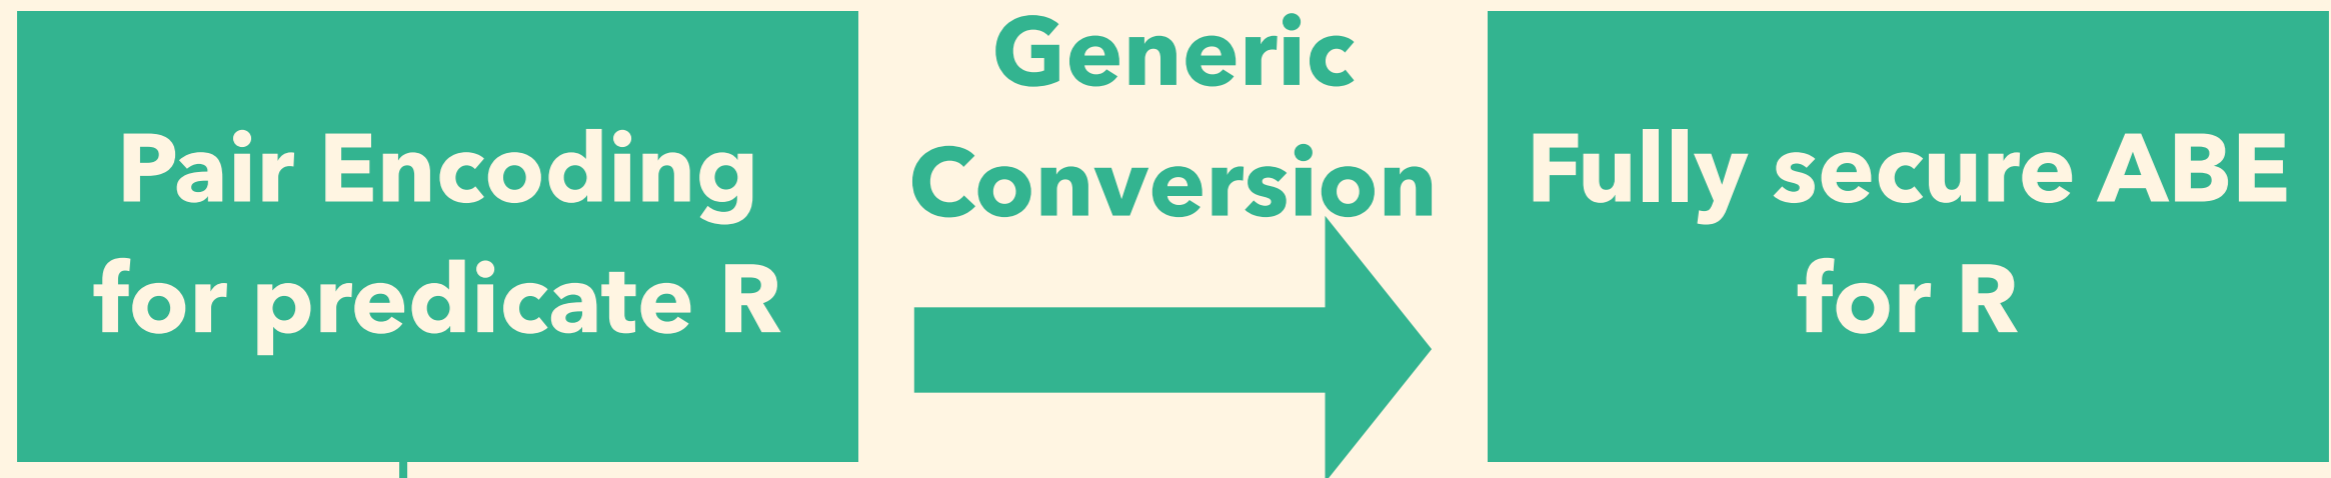 Pair Encoding
for predicate R
Generic
Conversion
Fully secure ABE
for R